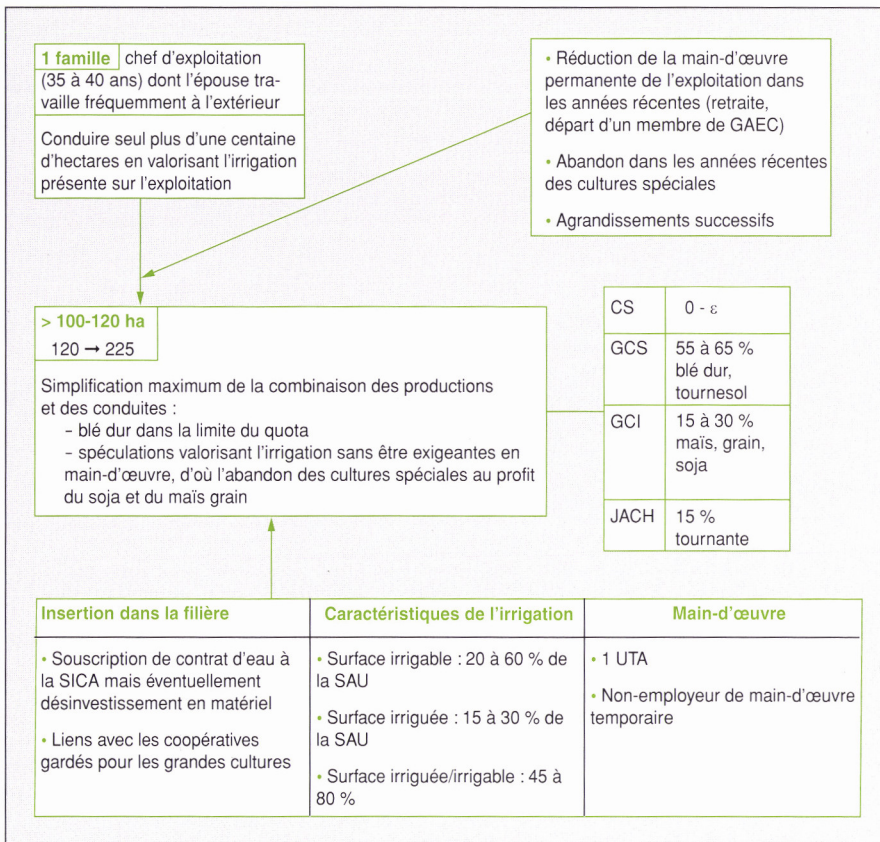 1 famille chef d'exploitation
(35 à 40 ans) dont l'épouse tra-
vaille fréquemment à l'extérieur
Conduire seul plus d'une centaine
d'hectares en valorisant l'irrigation
présente sur l'exploitation
• Réduction de la main-d'œuvre
permanente de l'exploitation dans
les années récentes (retraite,
départ d'un membre de GAEC)
• Abandon dans les années récentes
des cultures spéciales
• Agrandissements successifs
> 100-120 ha
120 → 225
Simplification maximum de la combinaison des productions
et des conduites :
– blé dur dans la limite du quota
– spéculations valorisant l'irrigation sans être exigeantes en
main-d'œuvre, d'où l'abandon des cultures spéciales au profit
du soja et du maïs grain
CS 0 - ε
GCS 55 à 65 %
blé dur,
tournesol
GCI 15 à 30 %
maïs, grain,
soja
JACH 15 %
tournante
Insertion dans la filière
• Souscription de contrat d'eau à
la SICA mais éventuellement
désinvestissement en matériel
• Liens avec les coopératives
gardés pour les grandes cultures
Caractéristiques de l'irrigation
• Surface irrigable : 20 à 60 % de
la SAU
• Surface irriguée : 15 à 30 % de
la SAU
• Surface irriguée/irrigable : 45 à
80 %
Main-d'œuvre
• 1 UTA
• Non-employeur de main-d'œuvre
temporaire